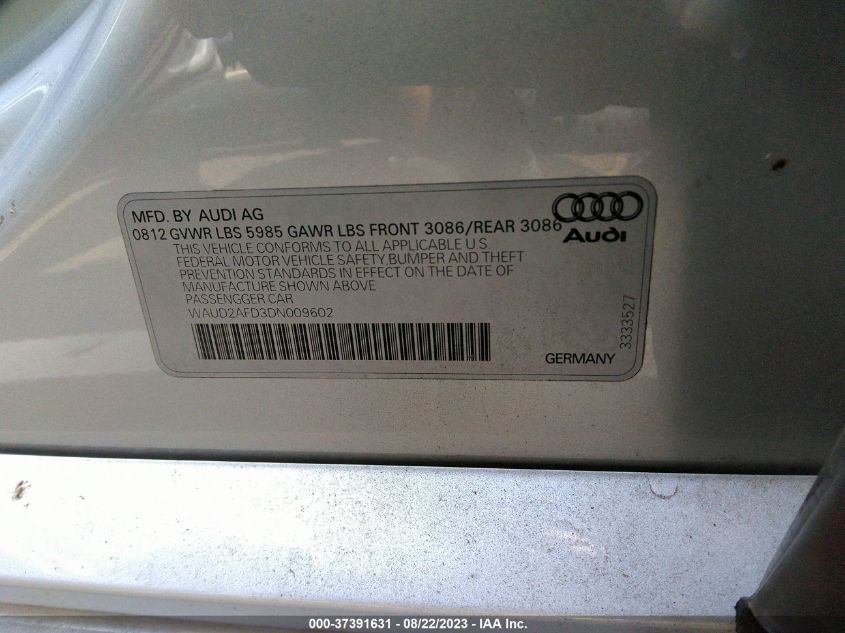 MFD. BY AUDI AG
0812 GVWR LBS 5985 GAWR LBS FRONT 3086/REAR 3086
THIS VEHICLE CONFORMS TO ALL APPLICABLE U S
FEDERAL MOTOR VEHICLE SAFETY,BUMPER AND THEFT
PREVENTION STANDARDS IN EFFECT ON THE DATE OF
MANUFACTURE SHOWN ABOVE
PASSENGGER CAR
WAUD2AFD3DN009602
Audi
GERMANY
3333527
000-37391631 - 08/22/2023 - IAA Inc.